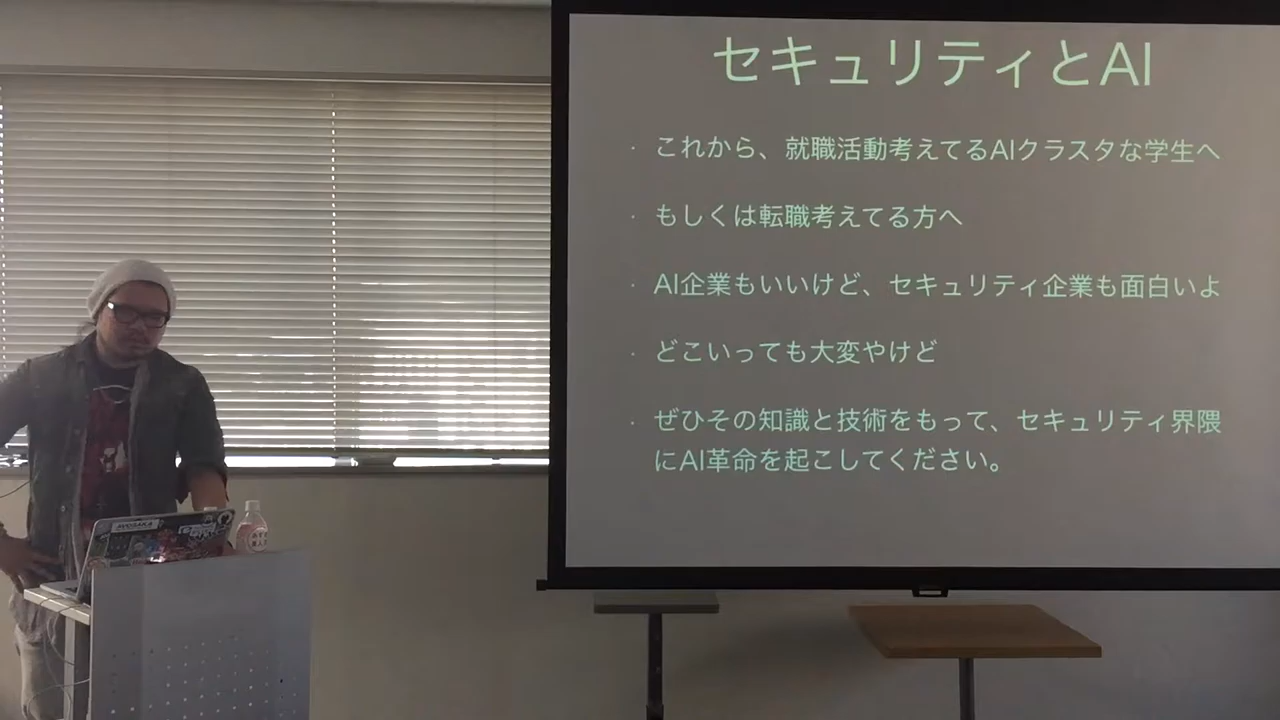 セキュリティとAI
・これから、就職活動考えてるAIクラスタな学生へ
・もしくは転職考えてる方へ
・AI企業もいいけど、セキュリティ企業も面白いよ
・どこいっても大変やけど
・ぜひその知識と技術をもって、セキュリティ界隈
にAI革命を起こしてください。